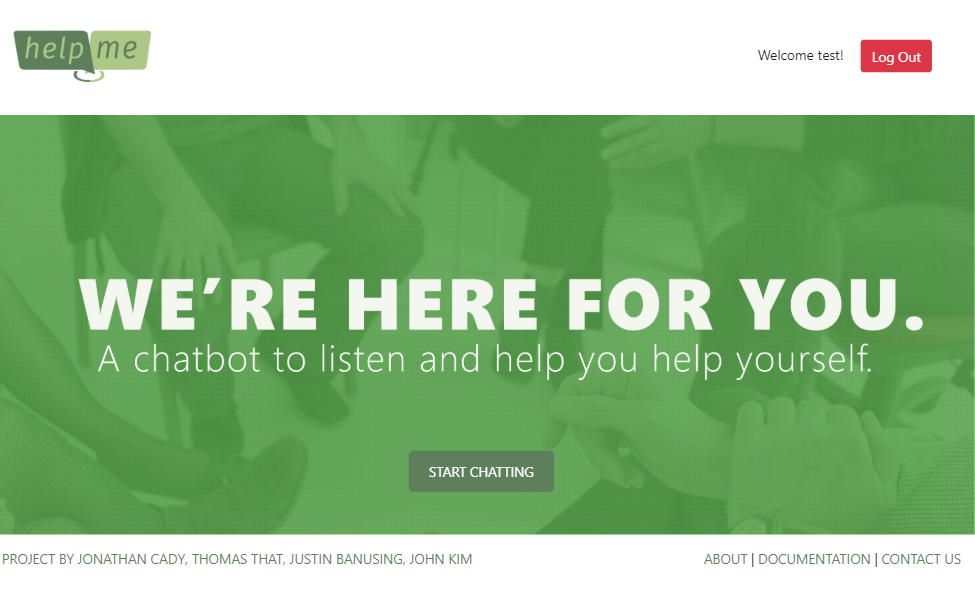 help me
Welcome test!
Log Out
WE'RE HERE FOR YOU.
A chatbot to listen and help you help yourself.
START CHATTING
PROJECT BY JONATHAN CADY, THOMAS THAT, JUSTIN BANUSING, JOHN KIM
ABOUT | DOCUMENTATION | CONTACT US